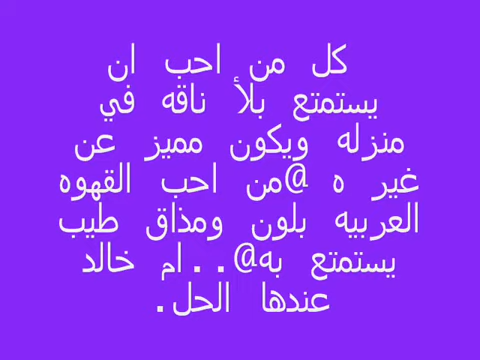 كل من احب ان
يستمتع بلأ ناقه في
منزله ويكون مميز عن
غير ه @من احب القهوه
العربيه بلون ومذاق طيب
يستمتع به@..ام خالد
عندها الحل.